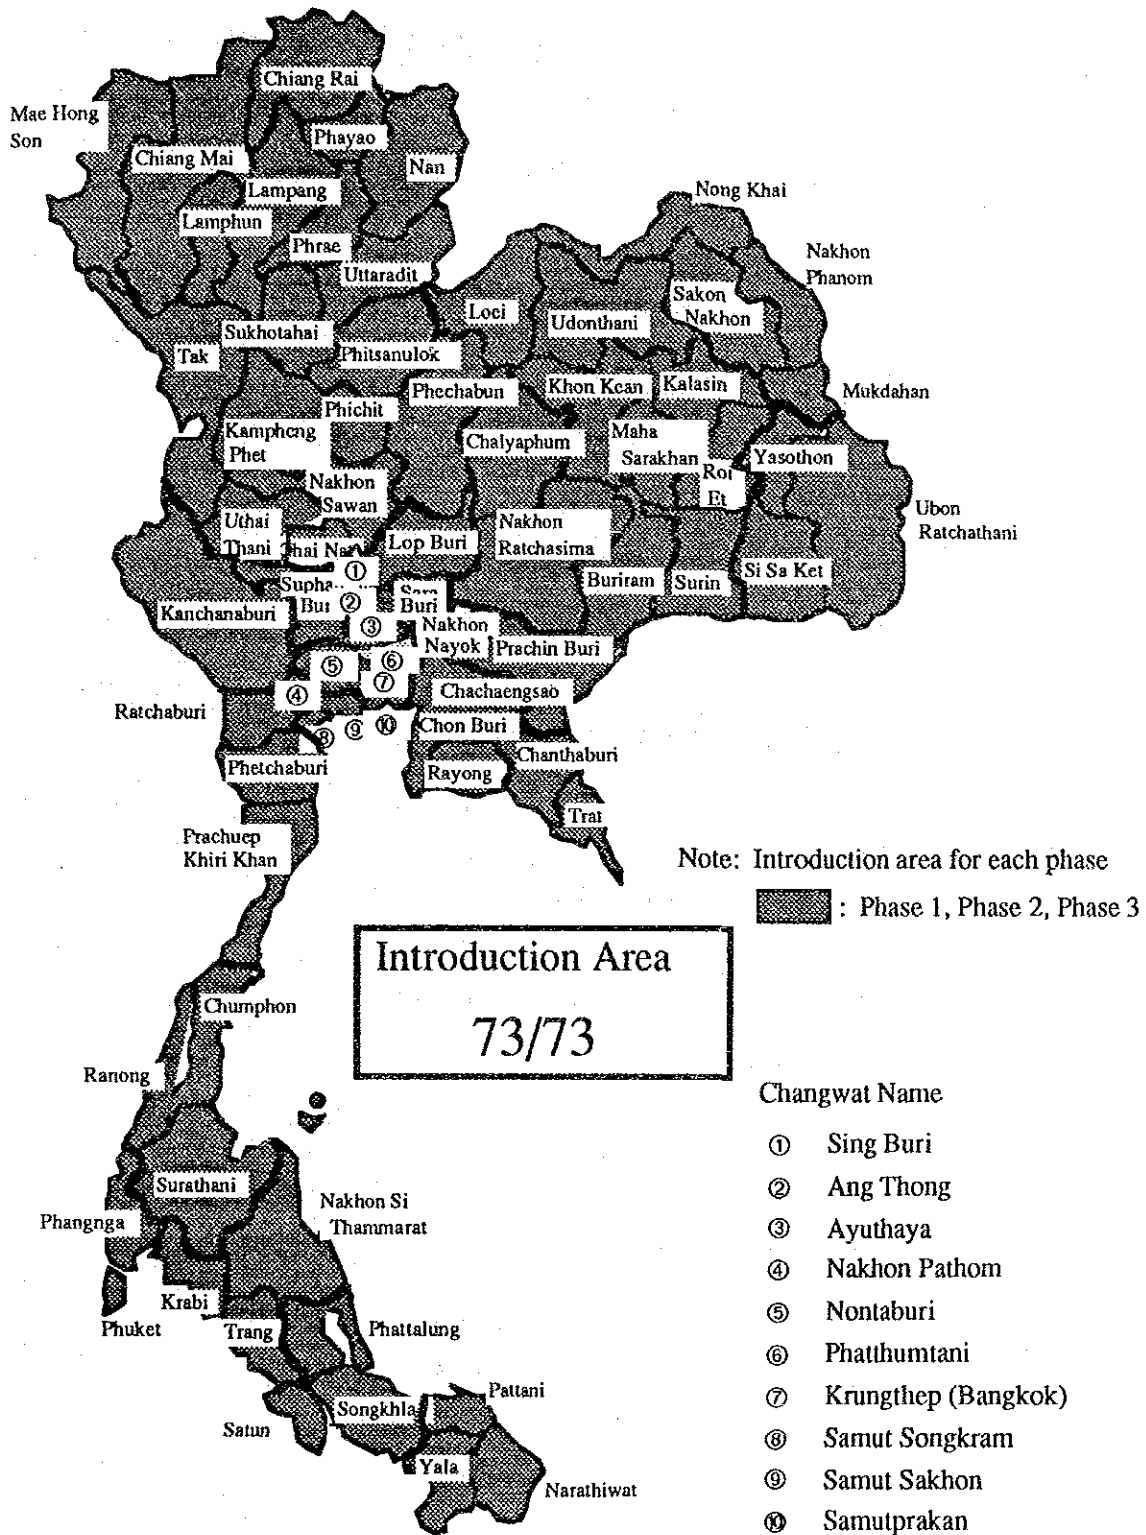 Chiang Rai
Mae Hong
Son
Phayao
Chiang Mai
Nan
Lampang
Nong Khai
Lamphun
Phrae
Nakhon
Phanom
Uttaradit
Sakon
Nakhon
Loei
Udonthani
Sukhotahai
Tak
Phitsanulok
Phechabun
Khon Kean
Kalasin
Mukdahan
Phichit
Kampheng
Phet
Chalyaphum
Maha
Sarakhan
Yasothon
Roi
Et
Nakhon
Sawan
Ubon
Ratchathani
Uthai
Thani
Lop Buri
Nakhon
Ratchasima
①
Buriram
Surin
Si Sa Ket
Supha
Bur
②
Buri
Kanchanaburi
③
Nakhon
Nayok
Prachin Buri
⑤
⑥
⑦
④
Chachaengsao
Ratchaburi
Chon Buri
⑧
⑨
⑩
Chanthaburi
Phetchaburi
Rayong
Trat
Prachuep
Khiri Khan
Note: Introduction area for each phase
: Phase 1, Phase 2, Phase 3
Introduction Area
73/73
Chumphon
Ranong
Surathani
Nakhon Si
Thammarat
Phangnga
Krabi
Phuket
Trang
Phattalung
Pattani
Songkhla
Satun
Yala
Narathiwat
Changwat Name
① Sing Buri
② Ang Thong
③ Ayuthaya
④ Nakhon Pathom
⑤ Nontaburi
⑥ Phatthumtani
⑦ Krungthep (Bangkok)
⑧ Samut Songkram
⑨ Samut Sakhon
⑩ Samutprakan